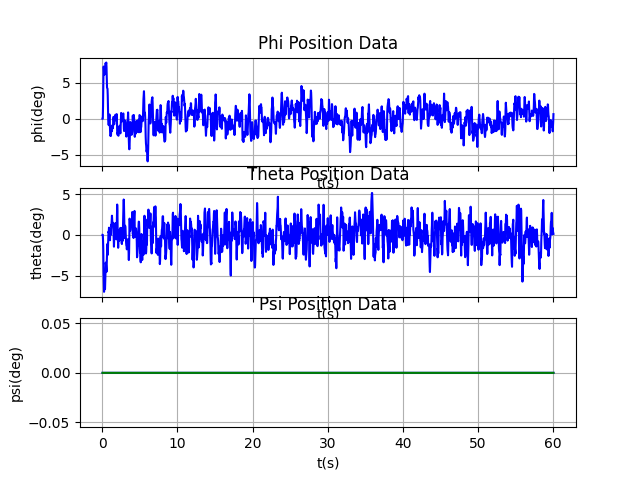 Phi Position Data
5
0
−5
phi(deg)
t(s)
Theta Position Data
5
0
−5
theta(deg)
t(s)
Psi Position Data
0.05
0.00
−0.05
psi(deg)
0 10 20 30 40 50 60
t(s)